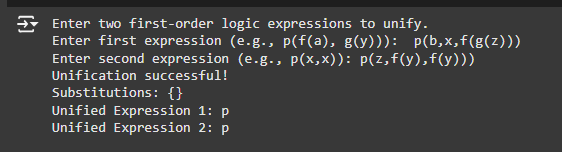 Enter two first-order logic expressions to unify.
Enter first expression (e.g., p(f(a), g(y))):  p(b,x,f(g(z)))
Enter second expression (e.g., p(x,x)): p(z,f(y),f(y)))
Unification successful!
Substitutions: {}
Unified Expression 1: p
Unified Expression 2: p